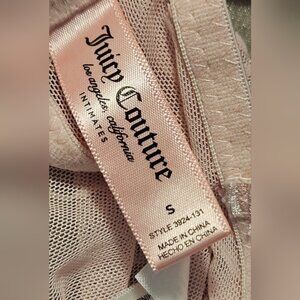 Juicy Couture
los angeles, california
INTIMATES
S
STYLE 3924-131
MADE IN CHINA
HECHO EN CHINA